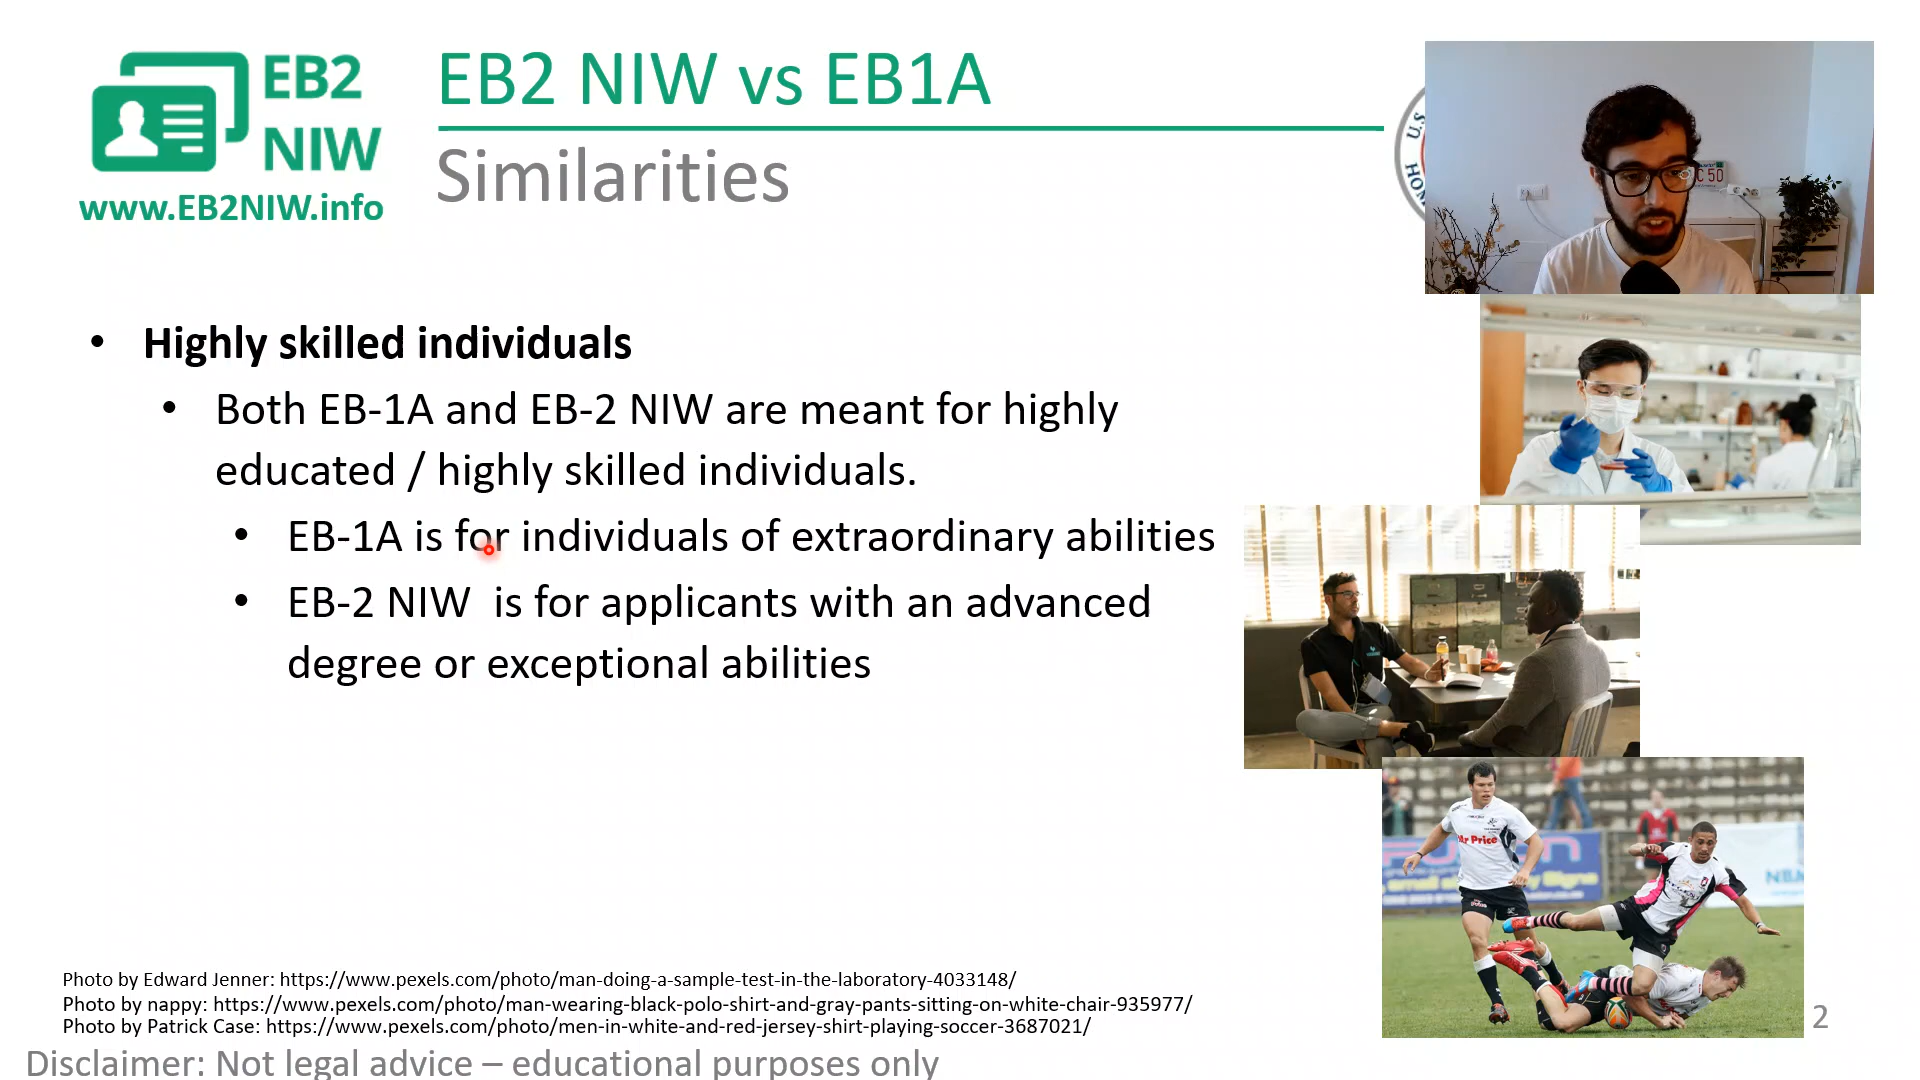 EB2
NIW
www.EB2NIW.info
EB2 NIW vs EB1A
Similarities
U.S.
HOM
C 50
• Highly skilled individuals
• Both EB-1A and EB-2 NIW are meant for highly
educated / highly skilled individuals.
• EB-1A is for individuals of extraordinary abilities
• EB-2 NIW  is for applicants with an advanced
degree or exceptional abilities
Mr Price
Photo by Edward Jenner: https://www.pexels.com/photo/man-doing-a-sample-test-in-the-laboratory-4033148/
Photo by nappy: https://www.pexels.com/photo/man-wearing-black-polo-shirt-and-gray-pants-sitting-on-white-chair-935977/
Photo by Patrick Case: https://www.pexels.com/photo/men-in-white-and-red-jersey-shirt-playing-soccer-3687021/
2
Disclaimer: Not legal advice – educational purposes only